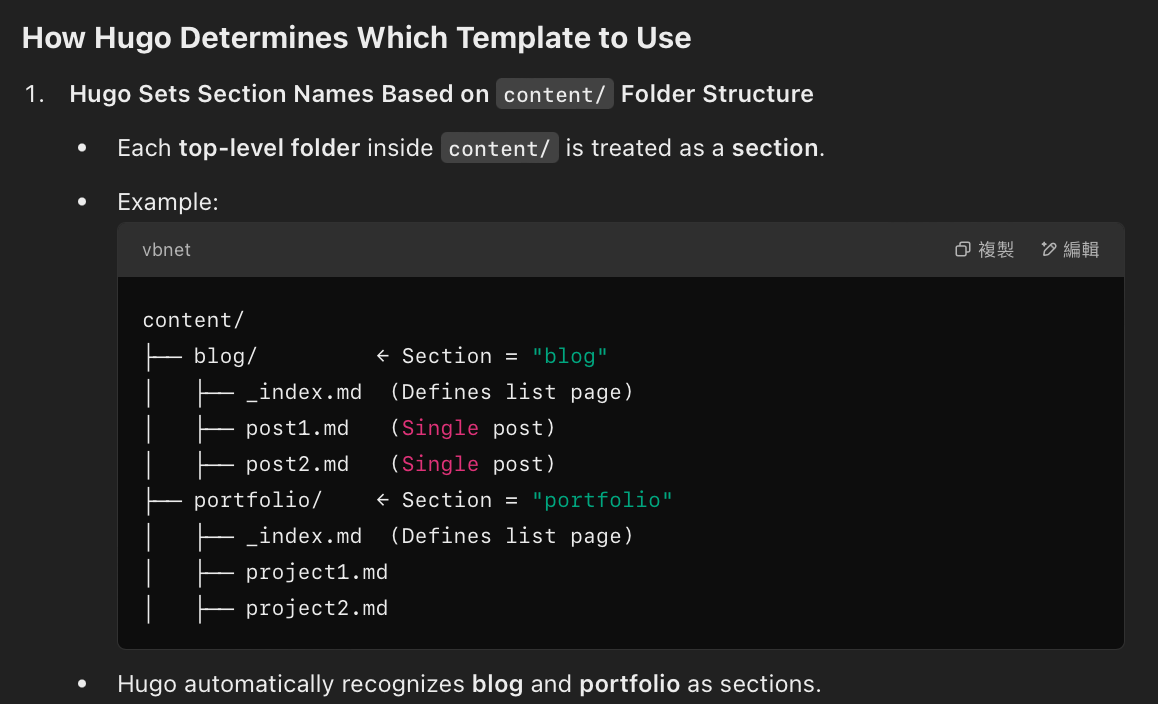 How Hugo Determines Which Template to Use
1. Hugo Sets Section Names Based on content/ Folder Structure
• Each top-level folder inside content/ is treated as a section.
• Example:
vbnet 複製 編輯
content/
├── blog/         ← Section = "blog"
│   ├── _index.md  (Defines list page)
│   ├── post1.md   (Single post)
│   ├── post2.md   (Single post)
├── portfolio/    ← Section = "portfolio"
│   ├── _index.md  (Defines list page)
│   ├── project1.md
│   ├── project2.md
• Hugo automatically recognizes blog and portfolio as sections.